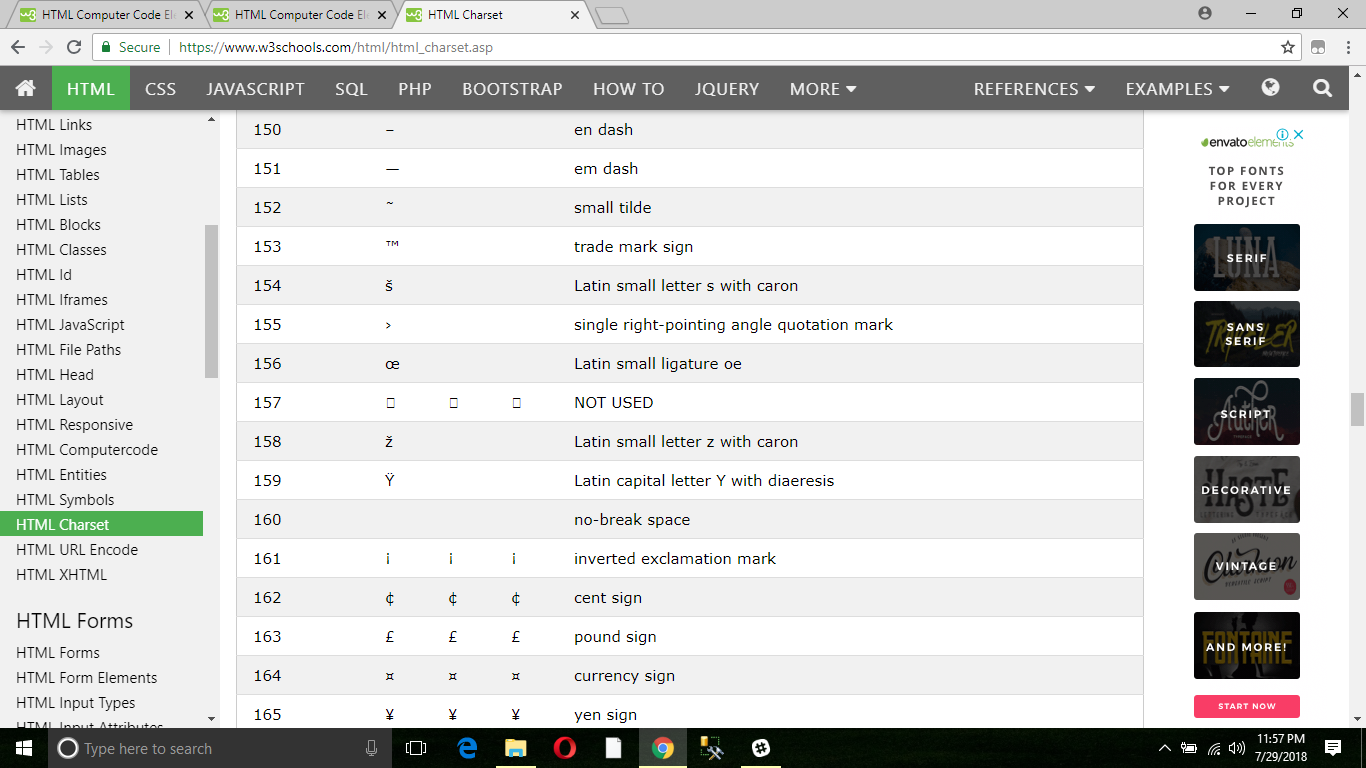 HTML Computer Code El
HTML Computer Code El
HTML Charset
Secure | https://www.w3schools.com/html/html_charset.asp
HTML CSS JAVASCRIPT SQL PHP BOOTSTRAP HOW TO JQUERY MORE REFERENCES EXAMPLES
HTML Links
HTML Images
HTML Tables
HTML Lists
HTML Blocks
HTML Classes
HTML Id
HTML Iframes
HTML JavaScript
HTML File Paths
HTML Head
HTML Layout
HTML Responsive
HTML Computercode
HTML Entities
HTML Symbols
HTML Charset
HTML URL Encode
HTML XHTML
HTML Forms
HTML Forms
HTML Form Elements
HTML Input Types
HTML Input Attributes
150 – en dash
151 — em dash
152 ˜ small tilde
153 ™ trade mark sign
154 š Latin small letter s with caron
155 › single right-pointing angle quotation mark
156 œ Latin small ligature oe
157 NOT USED
158 ž Latin small letter z with caron
159 Ÿ Latin capital letter Y with diaeresis
160 no-break space
161 ¡ ¡ ¡ inverted exclamation mark
162 ¢ ¢ ¢ cent sign
163 £ £ £ pound sign
164 ¤ ¤ ¤ currency sign
165 ¥ ¥ ¥ yen sign
envatoelements
TOP FONTS
FOR EVERY
PROJECT
LUNA
SERIF
SANS
SERIF
SCRIPT
HASTE
DECORATIVE
VINTAGE
FONTAINE
AND MORE!
START NOW
Type here to search
11:57 PM
7/29/2018